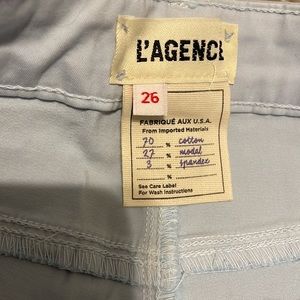 L'AGENCE
26
FABRIQUÉ AUX U.S.A.
From Imported Materials
70 % cotton
27 % modal
3 % spandex
%
%
See Care Label
For Wash Instructions